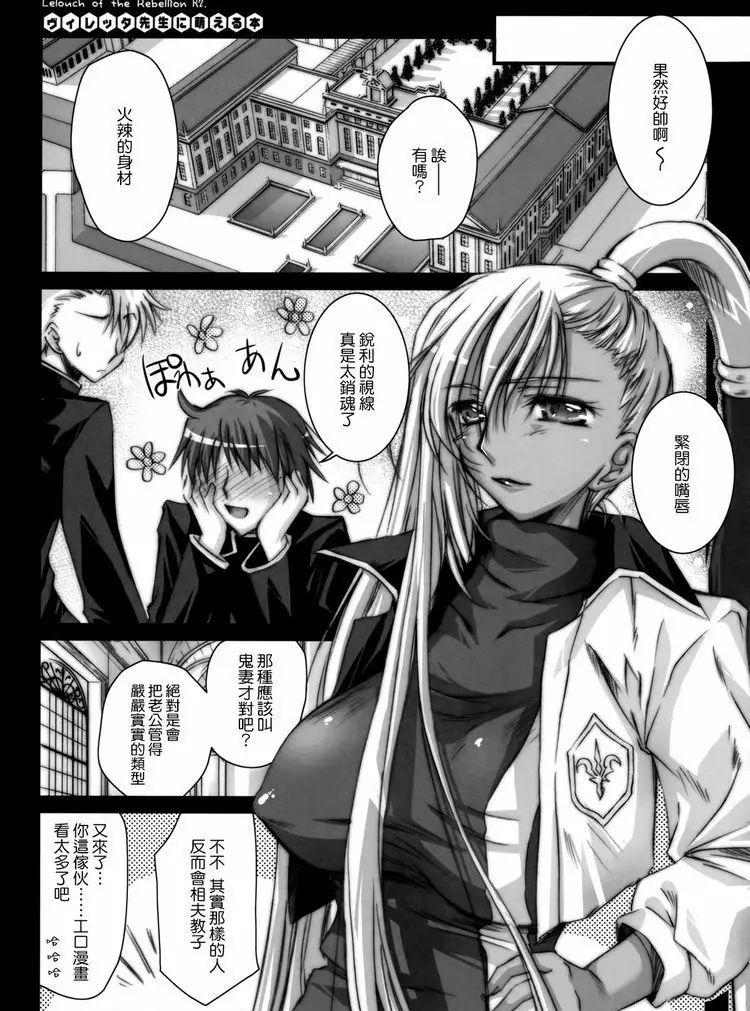 Lelouch of the Rebellion R2.
ヴィレッタ先生に萌える本
果然好帥啊～
誒──
有嗎？
火辣的身材
銳利的視線
真是太銷魂了
あん
ぽわぁ
緊閉的嘴唇
那種應該叫
鬼妻才對吧？
絕對是會
把老公管得
嚴嚴實實的類型
不不 其實那樣的人
反而會相夫教子
又來了…
你這傢伙……工口漫畫
看太多了吧
哈哈哈